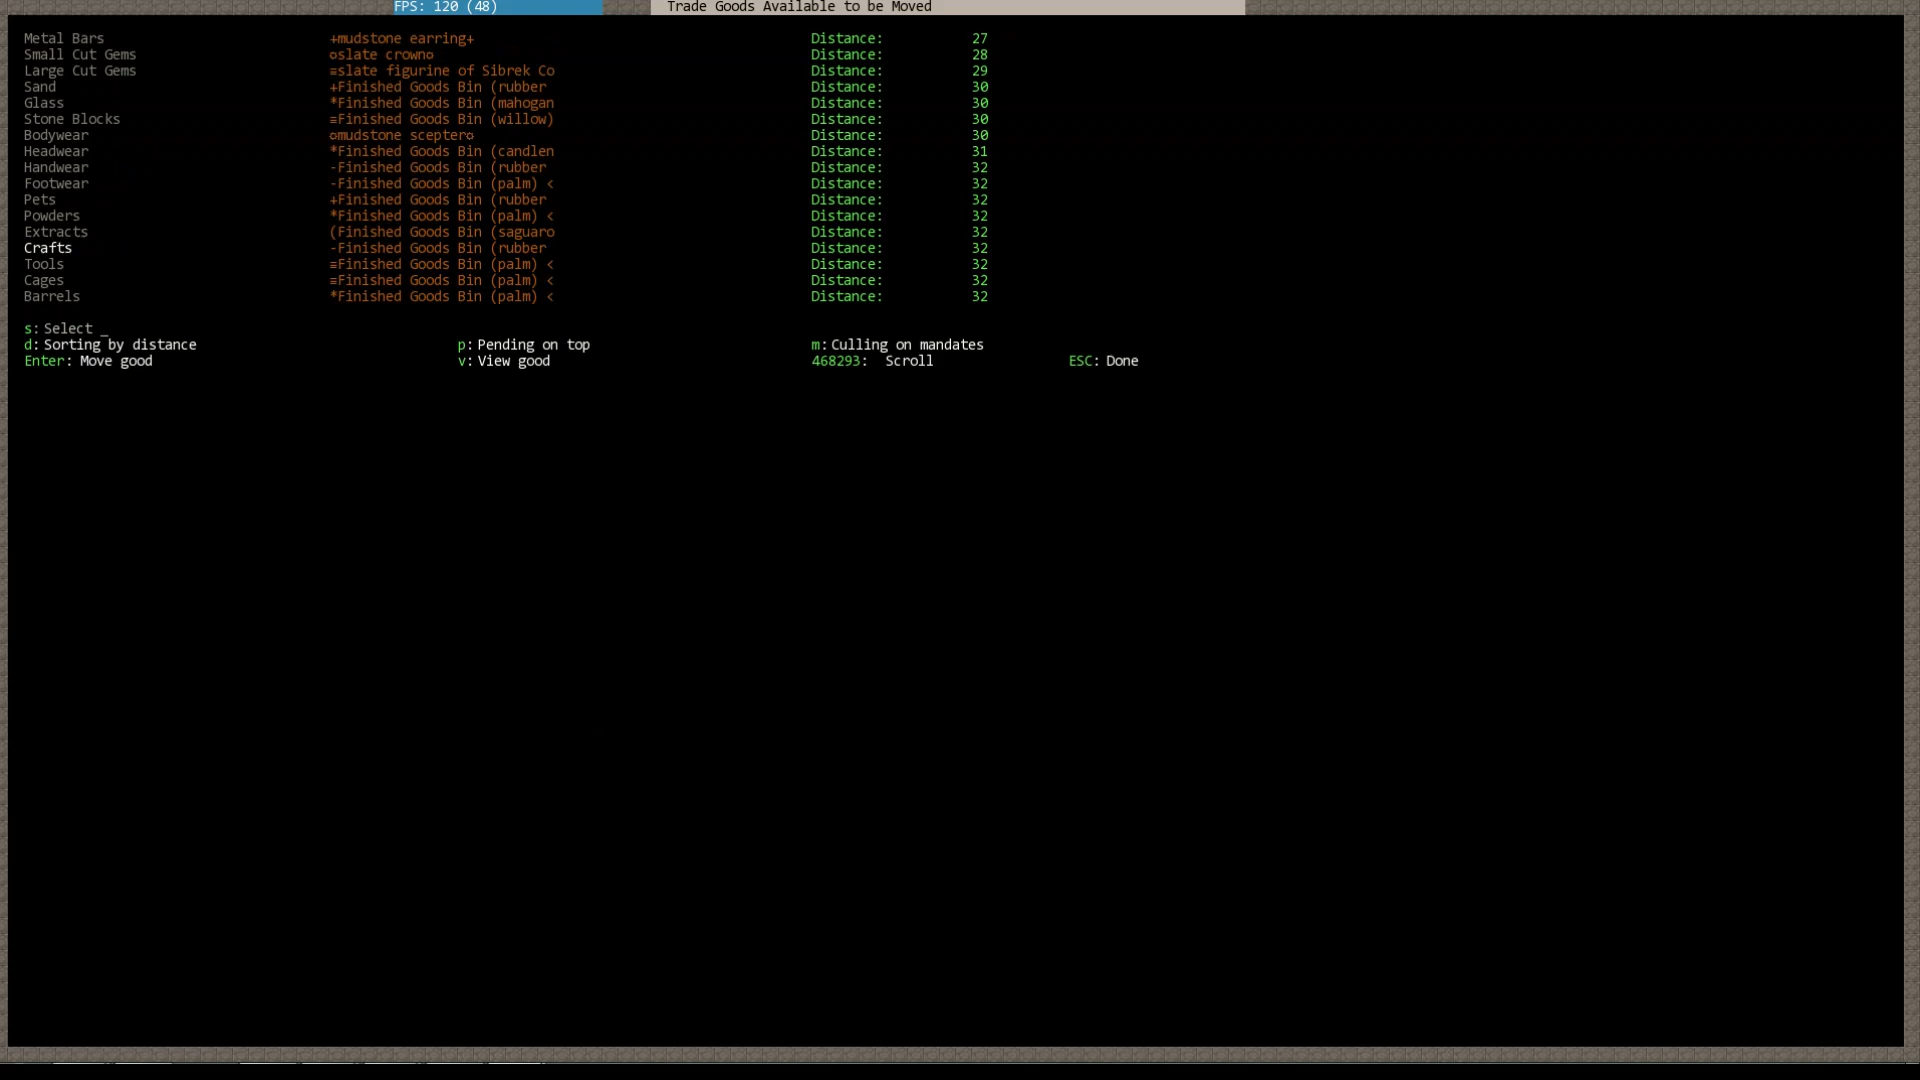 FPS: 120 (48) Trade Goods Available to be Moved
Metal Bars +mudstone earring+ Distance: 27
Small Cut Gems ☼slate crown☼ Distance: 28
Large Cut Gems ≡slate figurine of Sibrek Co Distance: 29
Sand +Finished Goods Bin (rubber Distance: 30
Glass *Finished Goods Bin (mahogan Distance: 30
Stone Blocks ≡Finished Goods Bin (willow) Distance: 30
Bodywear ☼mudstone scepter☼ Distance: 30
Headwear *Finished Goods Bin (candlen Distance: 31
Handwear -Finished Goods Bin (rubber Distance: 32
Footwear -Finished Goods Bin (palm) < Distance: 32
Pets +Finished Goods Bin (rubber Distance: 32
Powders *Finished Goods Bin (palm) < Distance: 32
Extracts (Finished Goods Bin (saguaro Distance: 32
Crafts -Finished Goods Bin (rubber Distance: 32
Tools ≡Finished Goods Bin (palm) < Distance: 32
Cages ≡Finished Goods Bin (palm) < Distance: 32
Barrels *Finished Goods Bin (palm) < Distance: 32
s: Select _
d: Sorting by distance p: Pending on top m: Culling on mandates
Enter: Move good v: View good 468293: Scroll ESC: Done